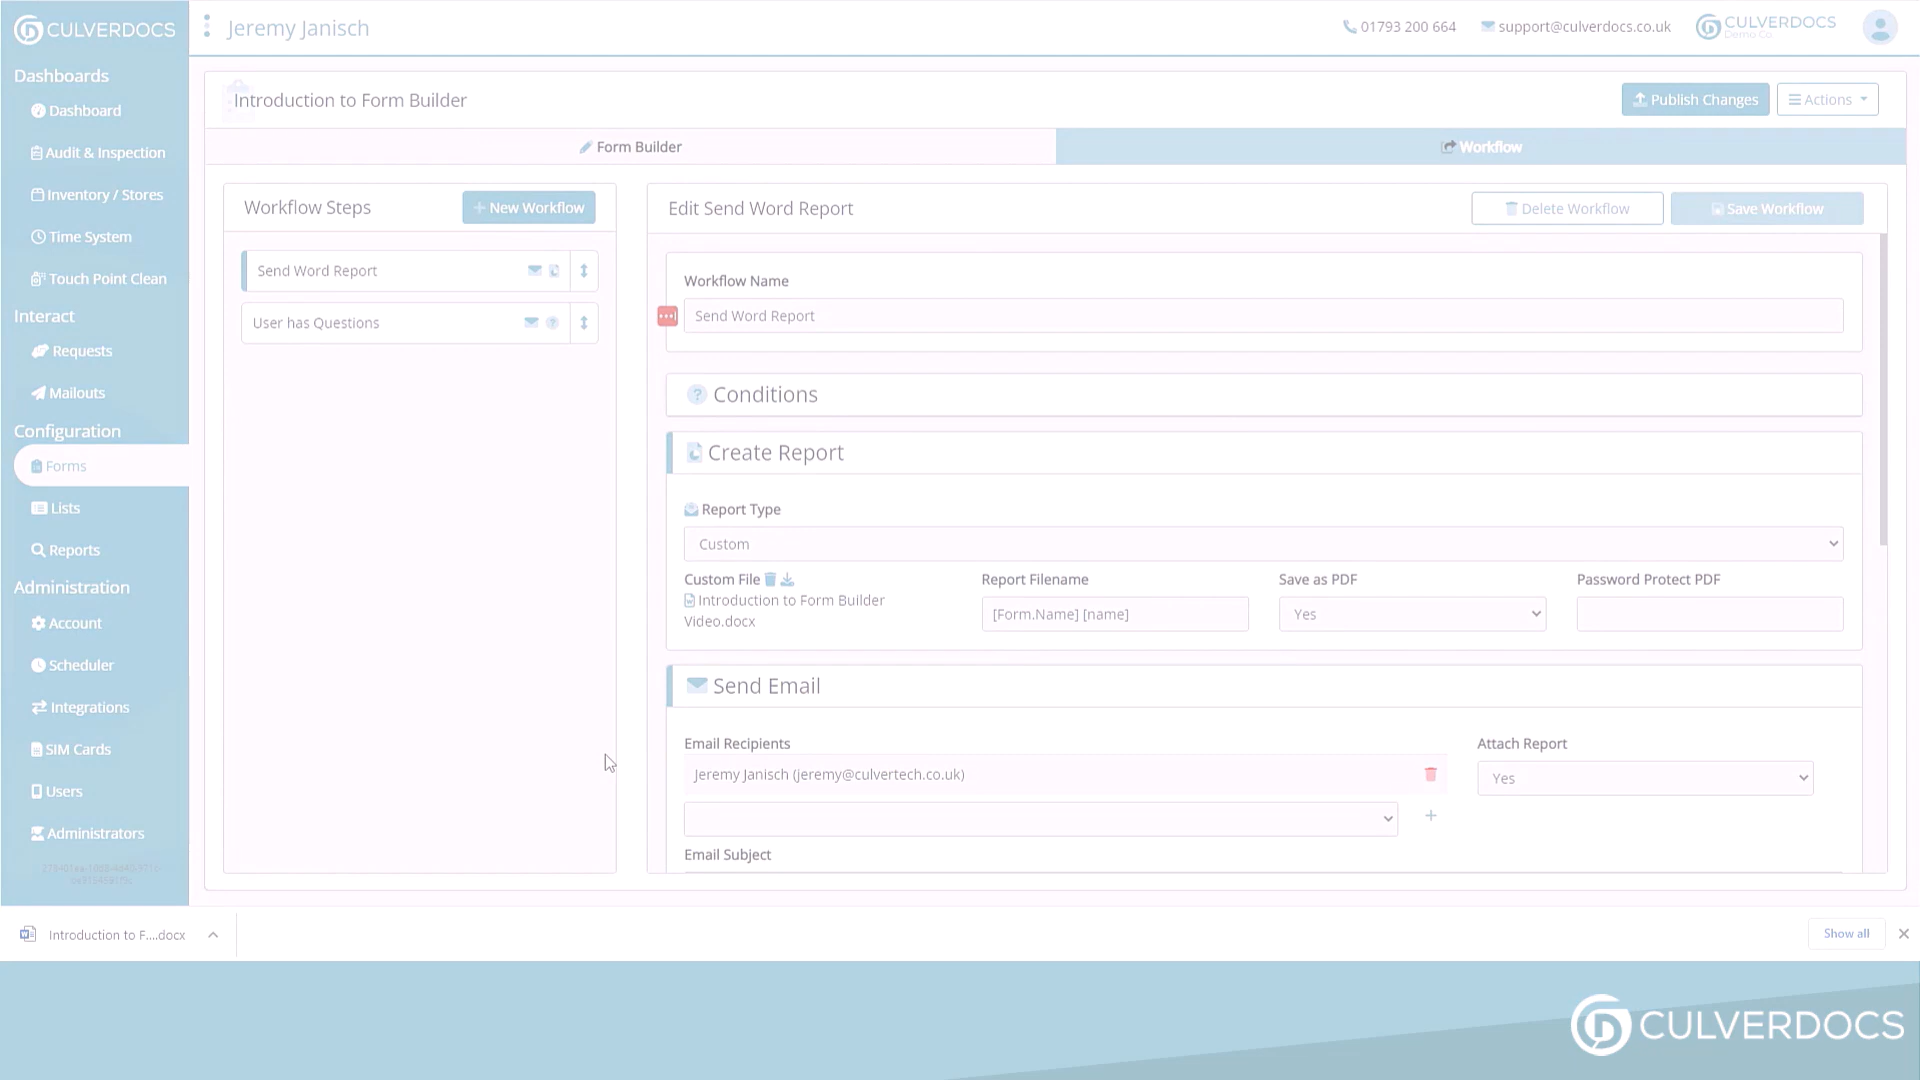 CULVERDOCS
Jeremy Janisch
01793 200 664
support@culverdocs.co.uk
CULVERDOCS
Demo Co.
Dashboards
Dashboard
Audit & Inspection
Inventory / Stores
Time System
Touch Point Clean
Interact
Requests
Mailouts
Configuration
Forms
Lists
Reports
Administration
Account
Scheduler
Integrations
SIM Cards
Users
Administrators
Introduction to Form Builder
Publish Changes
Actions
Form Builder
Workflow
Workflow Steps
New Workflow
Send Word Report
User has Questions
Edit Send Word Report
Delete Workflow
Save Workflow
Workflow Name
Send Word Report
Conditions
Create Report
Report Type
Custom
Custom File
Introduction to Form Builder
Video.docx
Report Filename
[Form.Name] [name]
Save as PDF
Yes
Password Protect PDF
Send Email
Email Recipients
Jeremy Janisch (jeremy@culvertech.co.uk)
Attach Report
Yes
Email Subject
Introduction to F....docx
Show all
CULVERDOCS